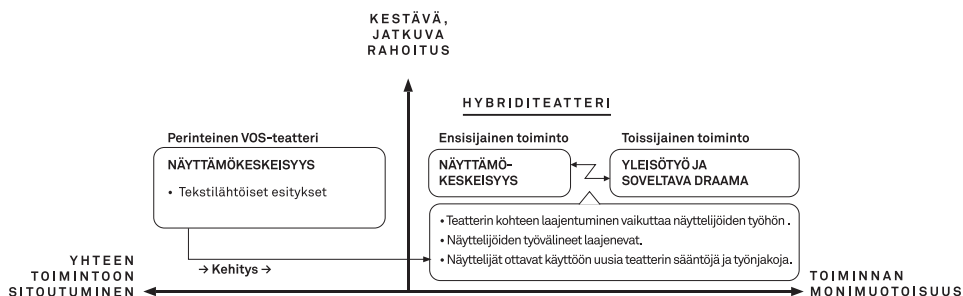 KESTÄVÄ,
JATKUVA
RAHOITUS
HYBRIDITEATTERI
Perinteinen VOS-teatteri
NÄYTTÄMÖKESKEISYYS
• Tekstilähtöiset esitykset
Ensisijainen toiminto
NÄYTTÄMÖ-
KESKEISYYS
Toissijainen toiminto
YLEISÖTYÖ JA
SOVELTAVA DRAAMA
• Teatterin kohteen laajentuminen vaikuttaa näyttelijöiden työhön .
• Näyttelijöiden työvälineet laajenevat.
• Näyttelijät ottavat käyttöön uusia teatterin sääntöjä ja työnjakoja.
→ Kehitys →
YHTEEN
TOIMINTOON
SITOUTUMINEN
TOIMINNAN
MONIMUOTOISUUS